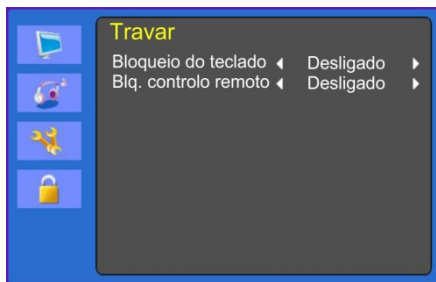 Travar
Bloqueio do teclado Desligado
Blq. controlo remoto Desligado